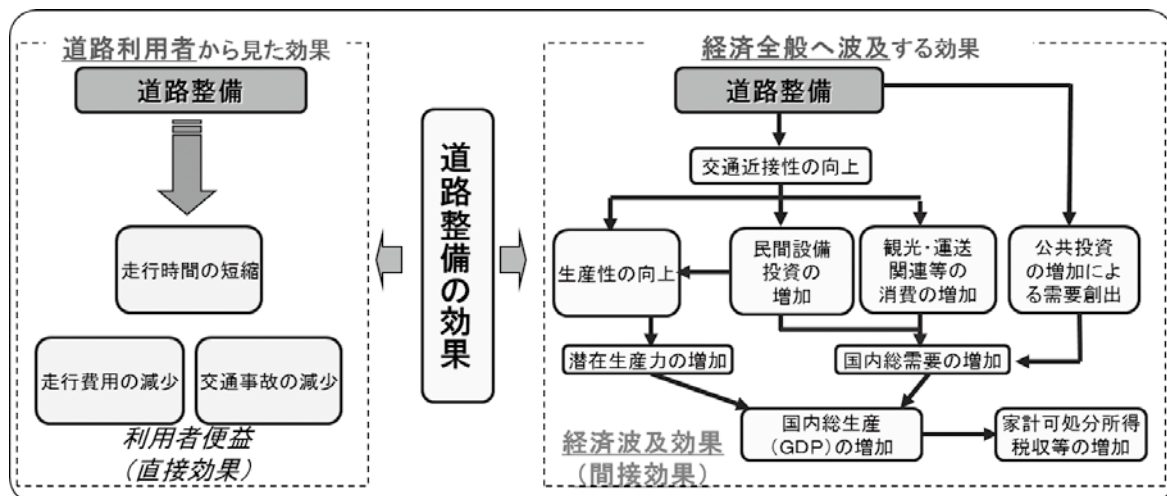 道路利用者から見た効果
道路整備
走行時間の短縮
走行費用の減少
交通事故の減少
利用者便益
（直接効果）
道路整備の効果
経済全般へ波及する効果
道路整備
交通近接性の向上
生産性の向上
民間設備
投資の
増加
観光・運送
関連等の
消費の増加
公共投資
の増加によ
る需要創出
潜在生産力の増加
国内総需要の増加
国内総生産
（GDP）の増加
家計可処分所得
税収等の増加
経済波及効果
（間接効果）